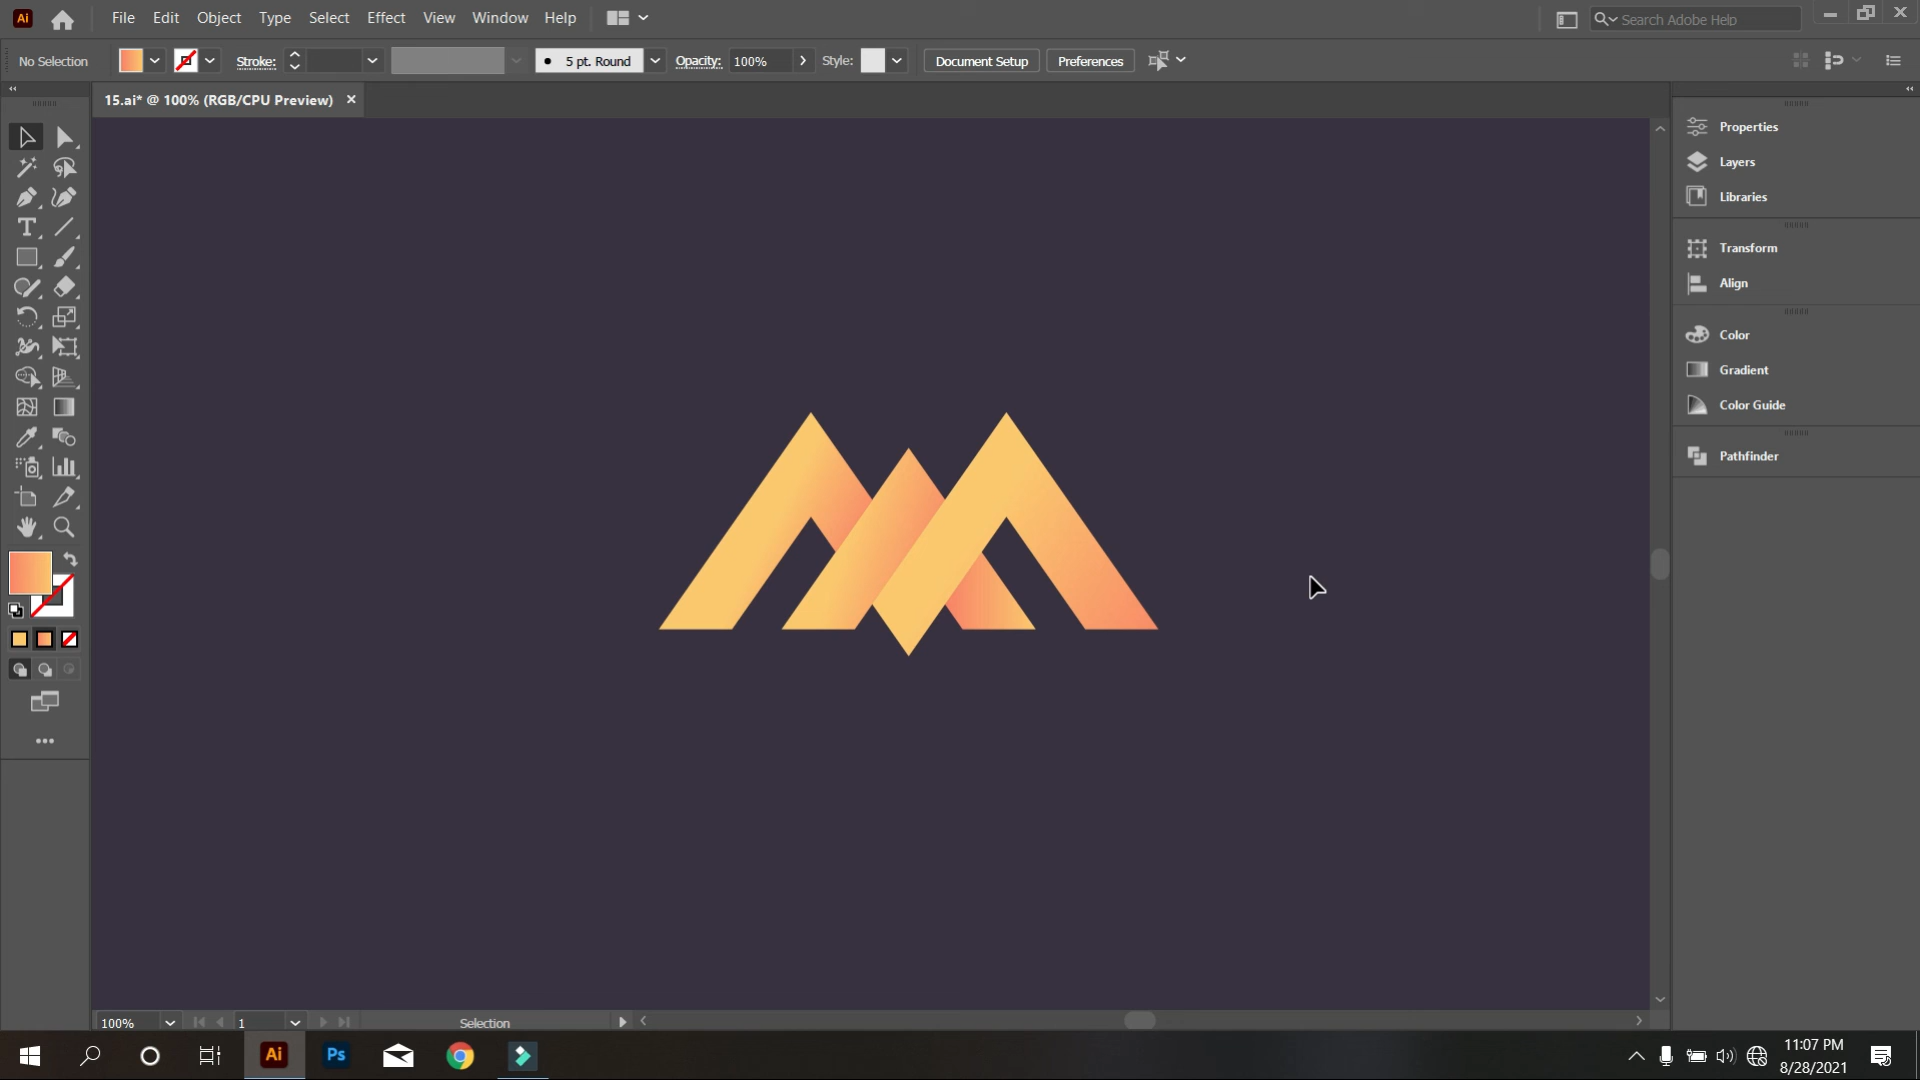 Ai File Edit Object Type Select Effect View Window Help Search Adobe Help
No Selection Stroke: 5 pt. Round Opacity: 100% Style: Document Setup Preferences
15.ai* @ 100% (RGB/CPU Preview)
Properties
Layers
Libraries
Transform
Align
Color
Gradient
Color Guide
Pathfinder
100% 1 Selection
Ai Ps 11:07 PM
8/28/2021